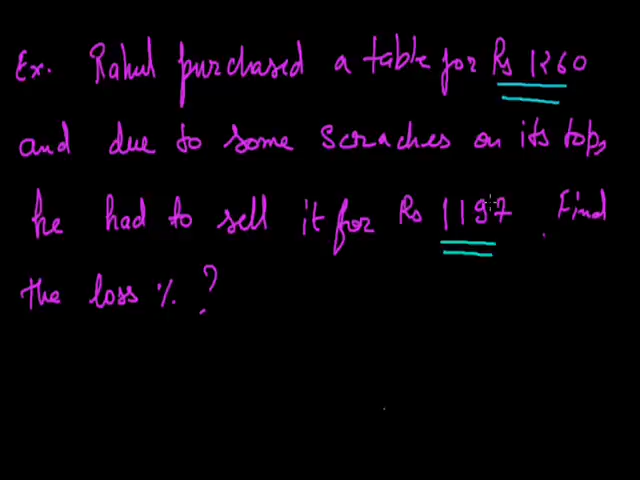 Ex. Rahul purchased a table for Rs 1260
and due to some scraches on its top,
he had to sell it for Rs 1197. Find
the loss % ?